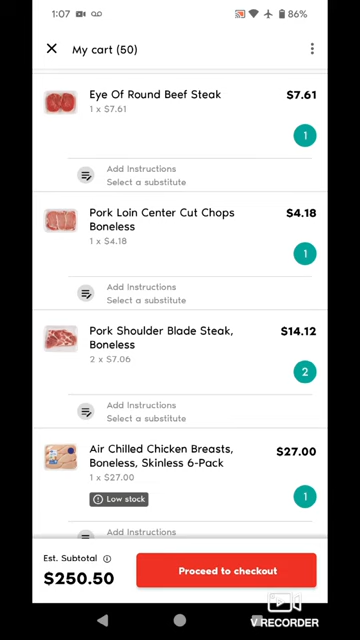 1:07
86%
My cart (50)
Eye Of Round Beef Steak
$7.61
1 x $7.61
1
Add Instructions
Select a substitute
Pork Loin Center Cut Chops
Boneless
$4.18
1 x $4.18
1
Add Instructions
Select a substitute
Pork Shoulder Blade Steak,
Boneless
$14.12
2 x $7.06
2
Add Instructions
Select a substitute
Air Chilled Chicken Breasts,
Boneless, Skinless 6-Pack
$27.00
1 x $27.00
Low stock
1
Add Instructions
Est. Subtotal
$250.50
Proceed to checkout
V RECORDER